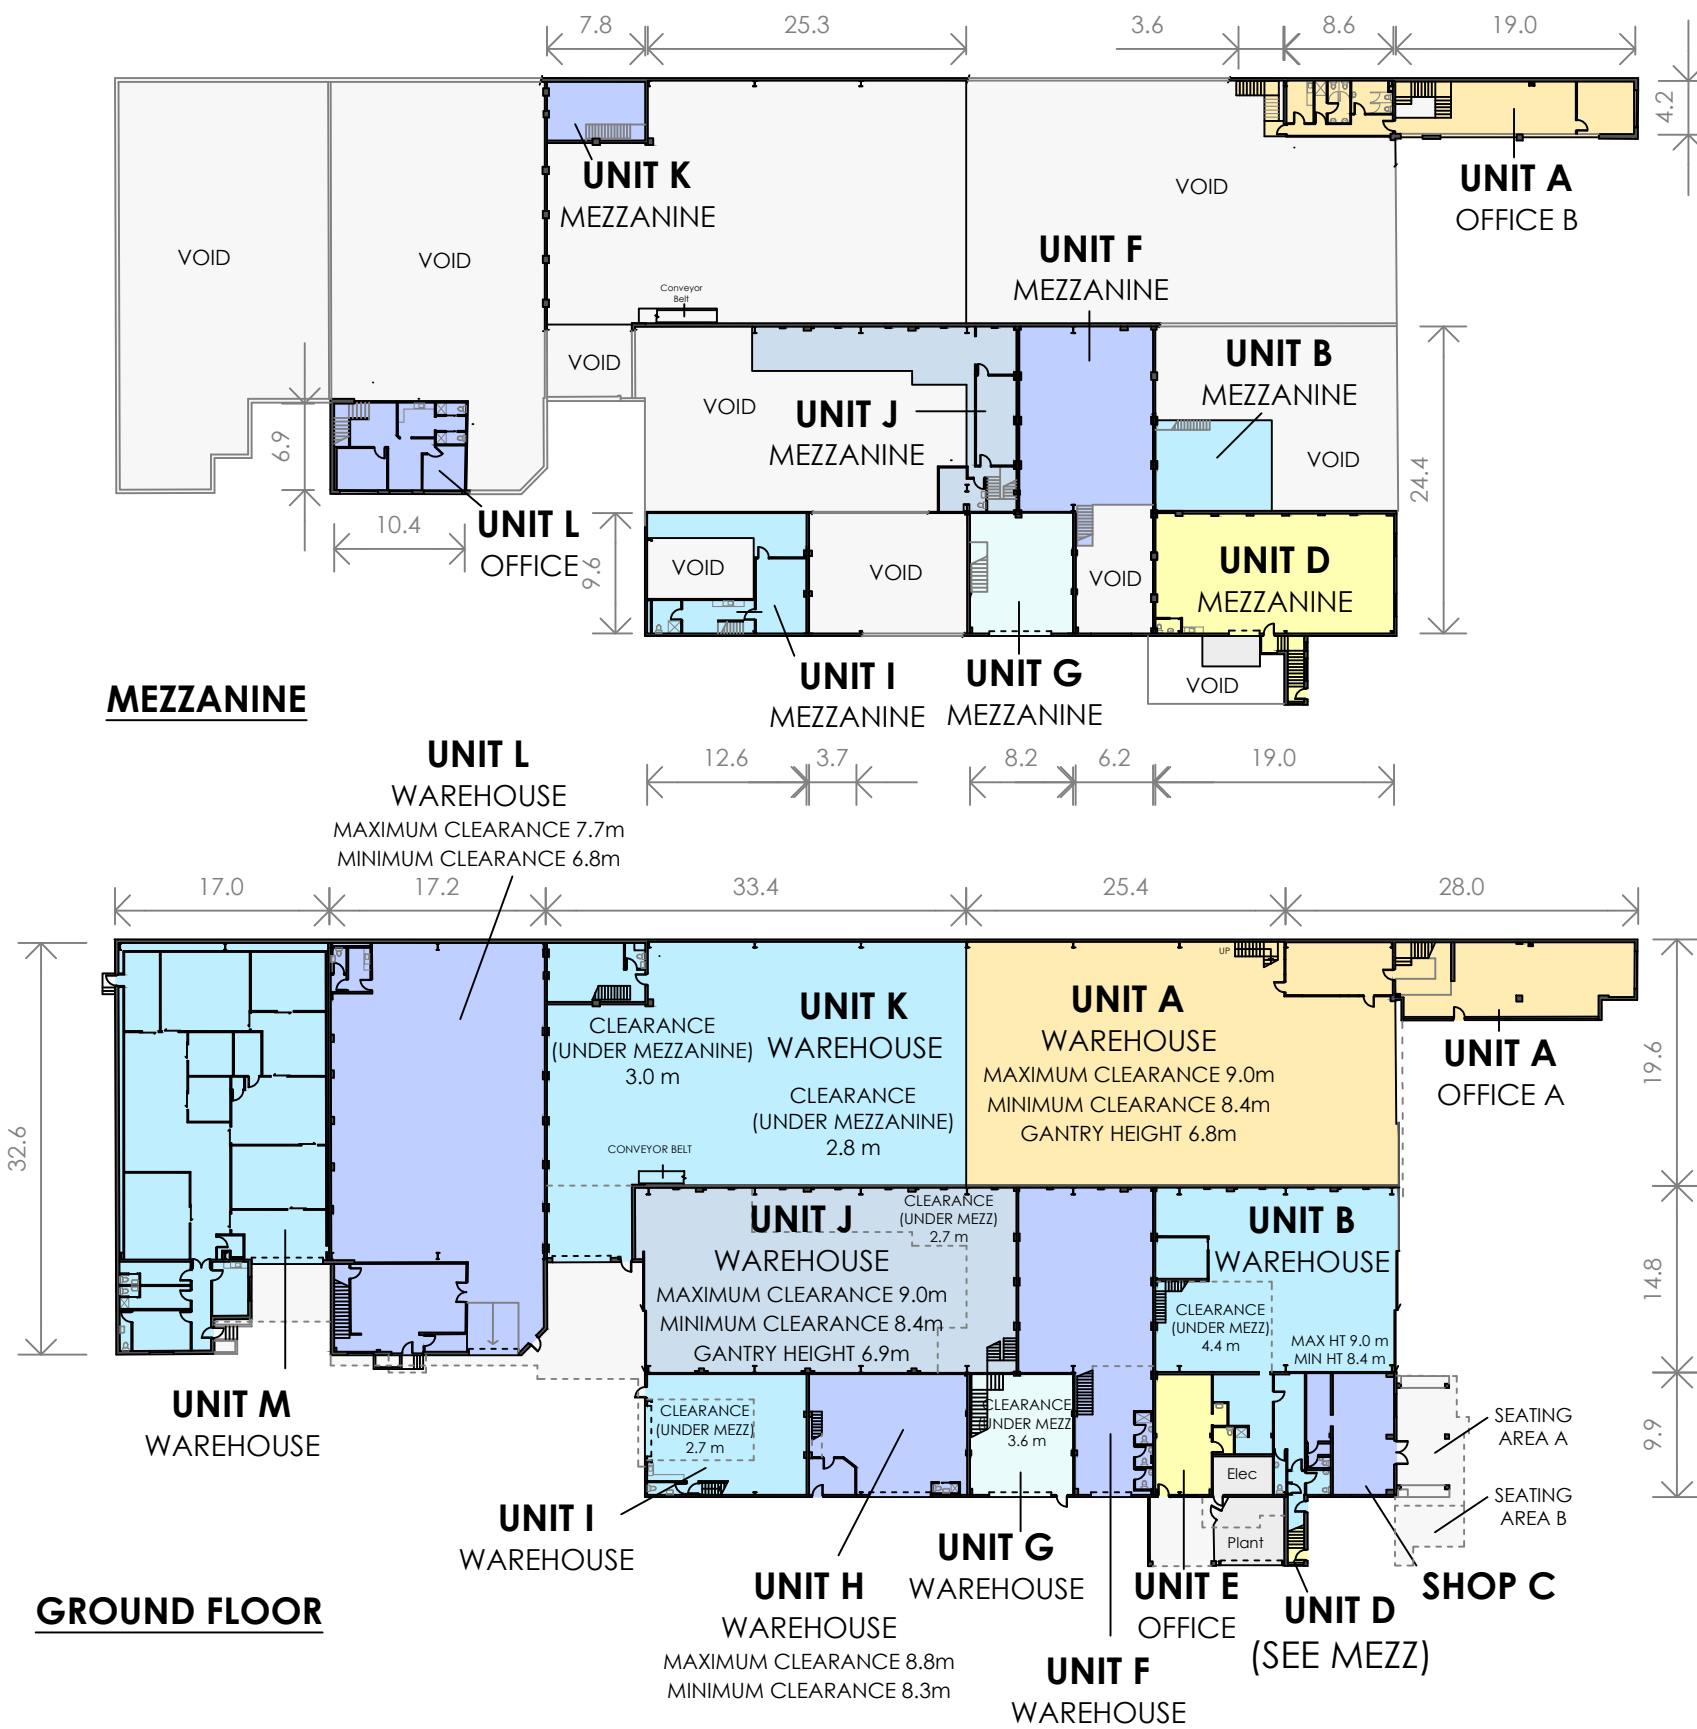 7.8
25.3
3.6
8.6
19.0
4.2
UNIT K
MEZZANINE
VOID
UNIT A
OFFICE B
VOID
VOID
UNIT F
MEZZANINE
Conveyor
Belt
VOID
VOID
UNIT J
MEZZANINE
UNIT B
MEZZANINE
VOID
24.4
6.9
10.4
UNIT L
OFFICE
9.6
VOID
VOID
VOID
UNIT D
MEZZANINE
VOID
UNIT I
MEZZANINE
UNIT G
MEZZANINE
MEZZANINE
UNIT L
WAREHOUSE
MAXIMUM CLEARANCE 7.7m
MINIMUM CLEARANCE 6.8m
12.6
3.7
8.2
6.2
19.0
17.0
17.2
33.4
25.4
28.0
32.6
UP
UNIT K
WAREHOUSE
CLEARANCE
(UNDER MEZZANINE)
3.0 m
CLEARANCE
(UNDER MEZZANINE)
2.8 m
CONVEYOR BELT
UNIT A
WAREHOUSE
MAXIMUM CLEARANCE 9.0m
MINIMUM CLEARANCE 8.4m
GANTRY HEIGHT 6.8m
UNIT A
OFFICE A
19.6
UNIT J
WAREHOUSE
MAXIMUM CLEARANCE 9.0m
MINIMUM CLEARANCE 8.4m
GANTRY HEIGHT 6.9m
CLEARANCE
(UNDER MEZZ)
2.7 m
UNIT B
WAREHOUSE
CLEARANCE
(UNDER MEZZ)
4.4 m
MAX HT 9.0 m
MIN HT 8.4 m
14.8
UNIT M
WAREHOUSE
CLEARANCE
(UNDER MEZZ)
2.7 m
CLEARANCE
(UNDER MEZZ)
3.6 m
Elec
Plant
SEATING
AREA A
SEATING
AREA B
9.9
UNIT I
WAREHOUSE
UNIT H
WAREHOUSE
MAXIMUM CLEARANCE 8.8m
MINIMUM CLEARANCE 8.3m
UNIT G
WAREHOUSE
UNIT F
WAREHOUSE
UNIT E
OFFICE
UNIT D
(SEE MEZZ)
SHOP C
GROUND FLOOR